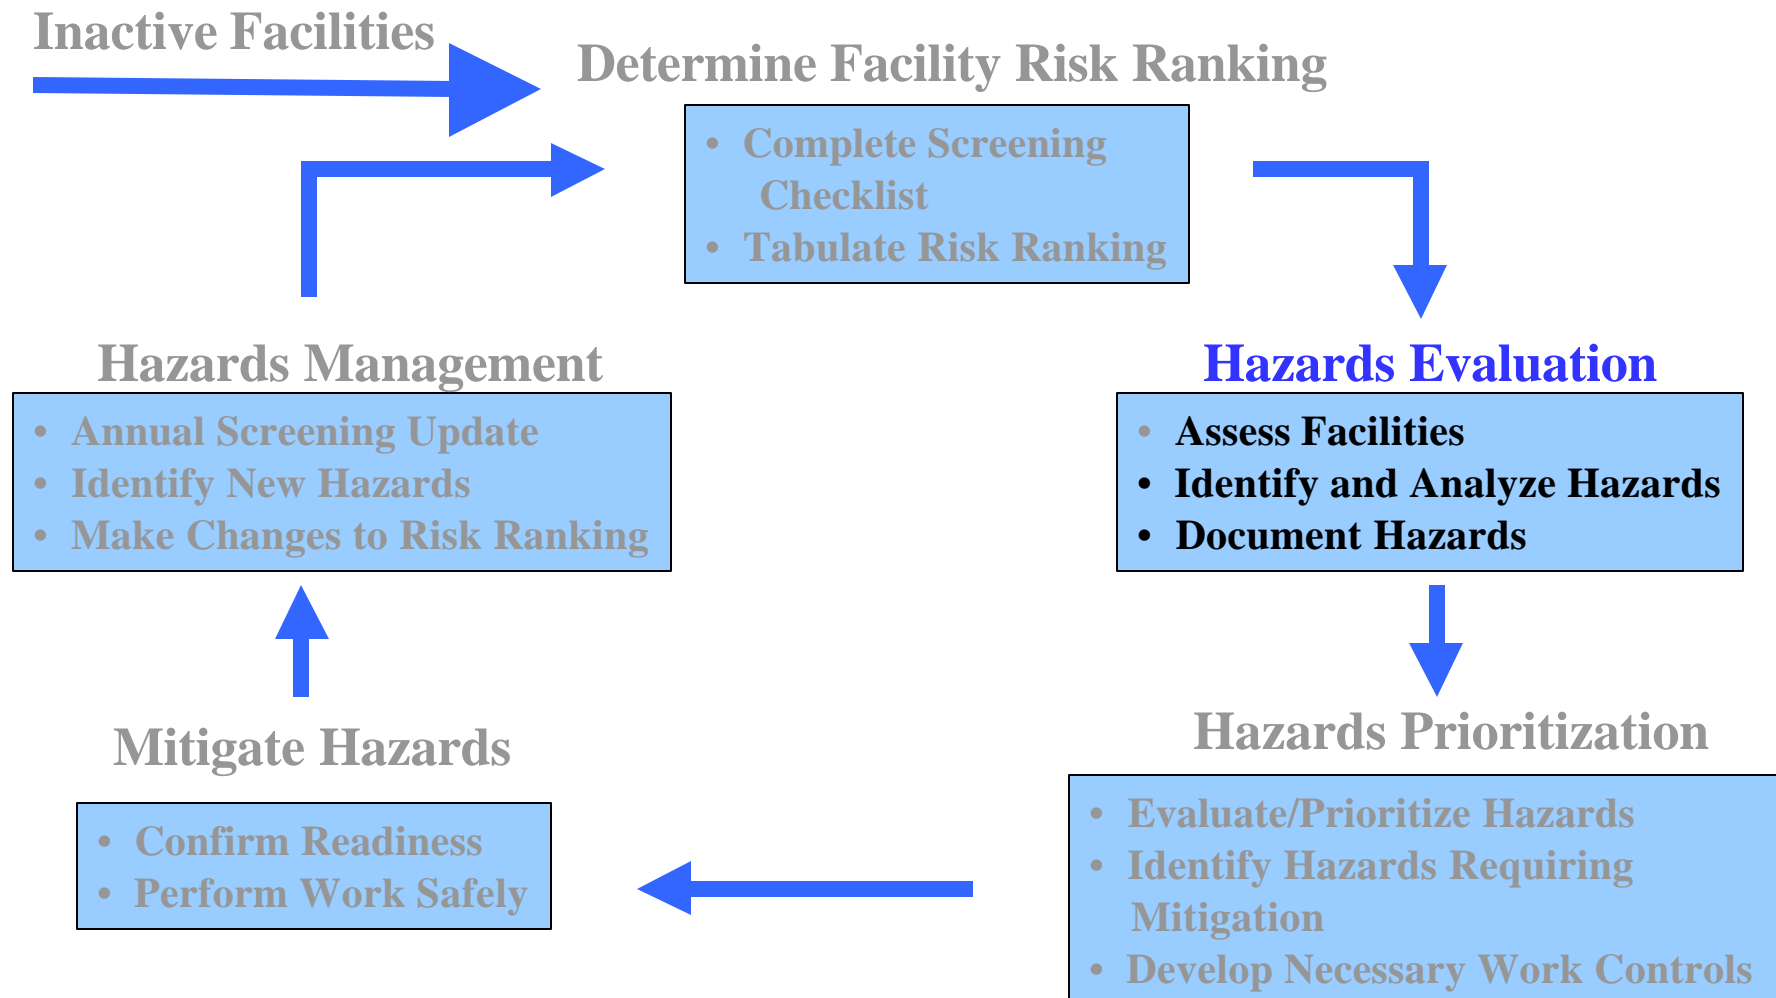 Inactive Facilities
Determine Facility Risk Ranking
• Complete Screening
Checklist
• Tabulate Risk Ranking
Hazards Management
• Annual Screening Update
• Identify New Hazards
• Make Changes to Risk Ranking
Hazards Evaluation
• Assess Facilities
• Identify and Analyze Hazards
• Document Hazards
Mitigate Hazards
• Confirm Readiness
• Perform Work Safely
Hazards Prioritization
• Evaluate/Prioritize Hazards
• Identify Hazards Requiring
Mitigation
• Develop Necessary Work Controls